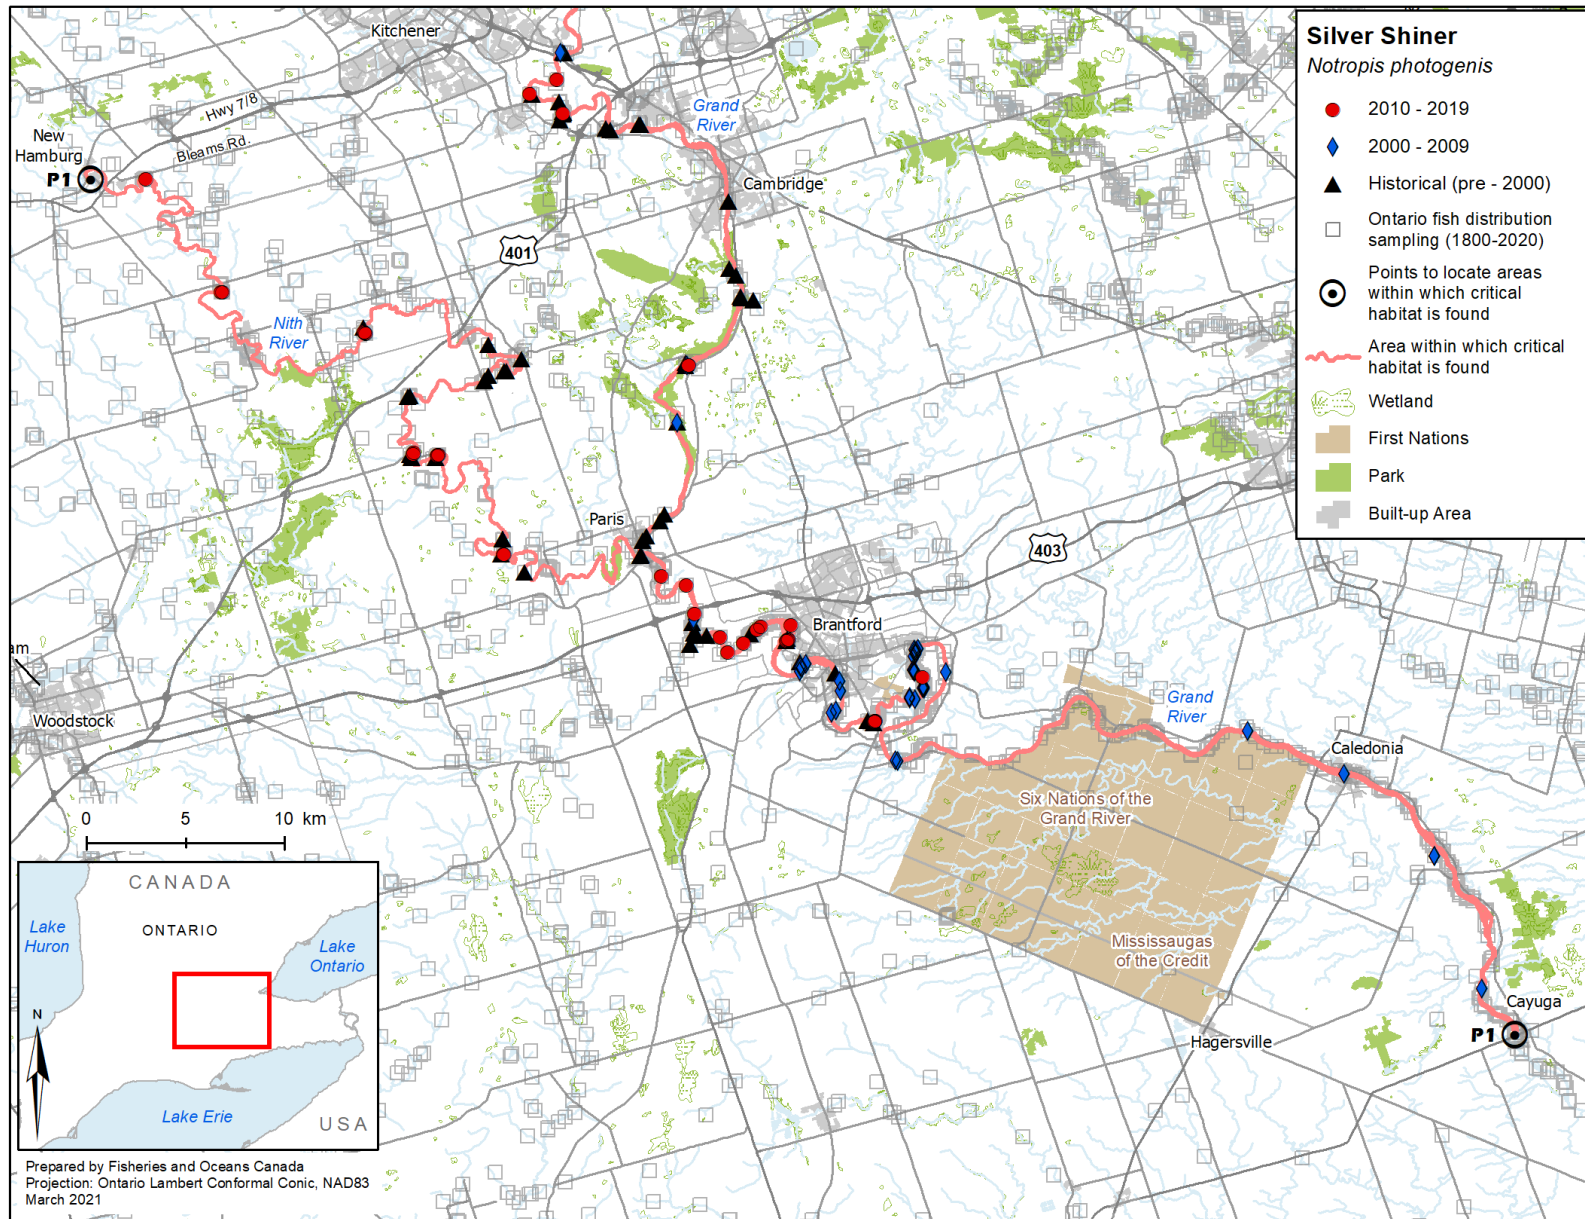 Silver Shiner
Notropis photogenis
2010 - 2019
2000 - 2009
Historical (pre - 2000)
Ontario fish distribution
sampling (1800-2020)
Points to locate areas
within which critical
habitat is found
Area within which critical
habitat is found
Wetland
First Nations
Park
Built-up Area
Kitchener
Hwy 7/8
Grand
River
New
Hamburg
Bleams Rd.
P1
Cambridge
401
Nith
River
Paris
403
Brantford
am
Woodstock
Grand
River
Caledonia
Six Nations of the
Grand River
Mississaugas
of the Credit
Cayuga
P1
Hagersville
0 5 10 km
CANADA
ONTARIO
Lake
Huron
Lake
Ontario
N
Lake Erie
USA
Prepared by Fisheries and Oceans Canada
Projection: Ontario Lambert Conformal Conic, NAD83
March 2021